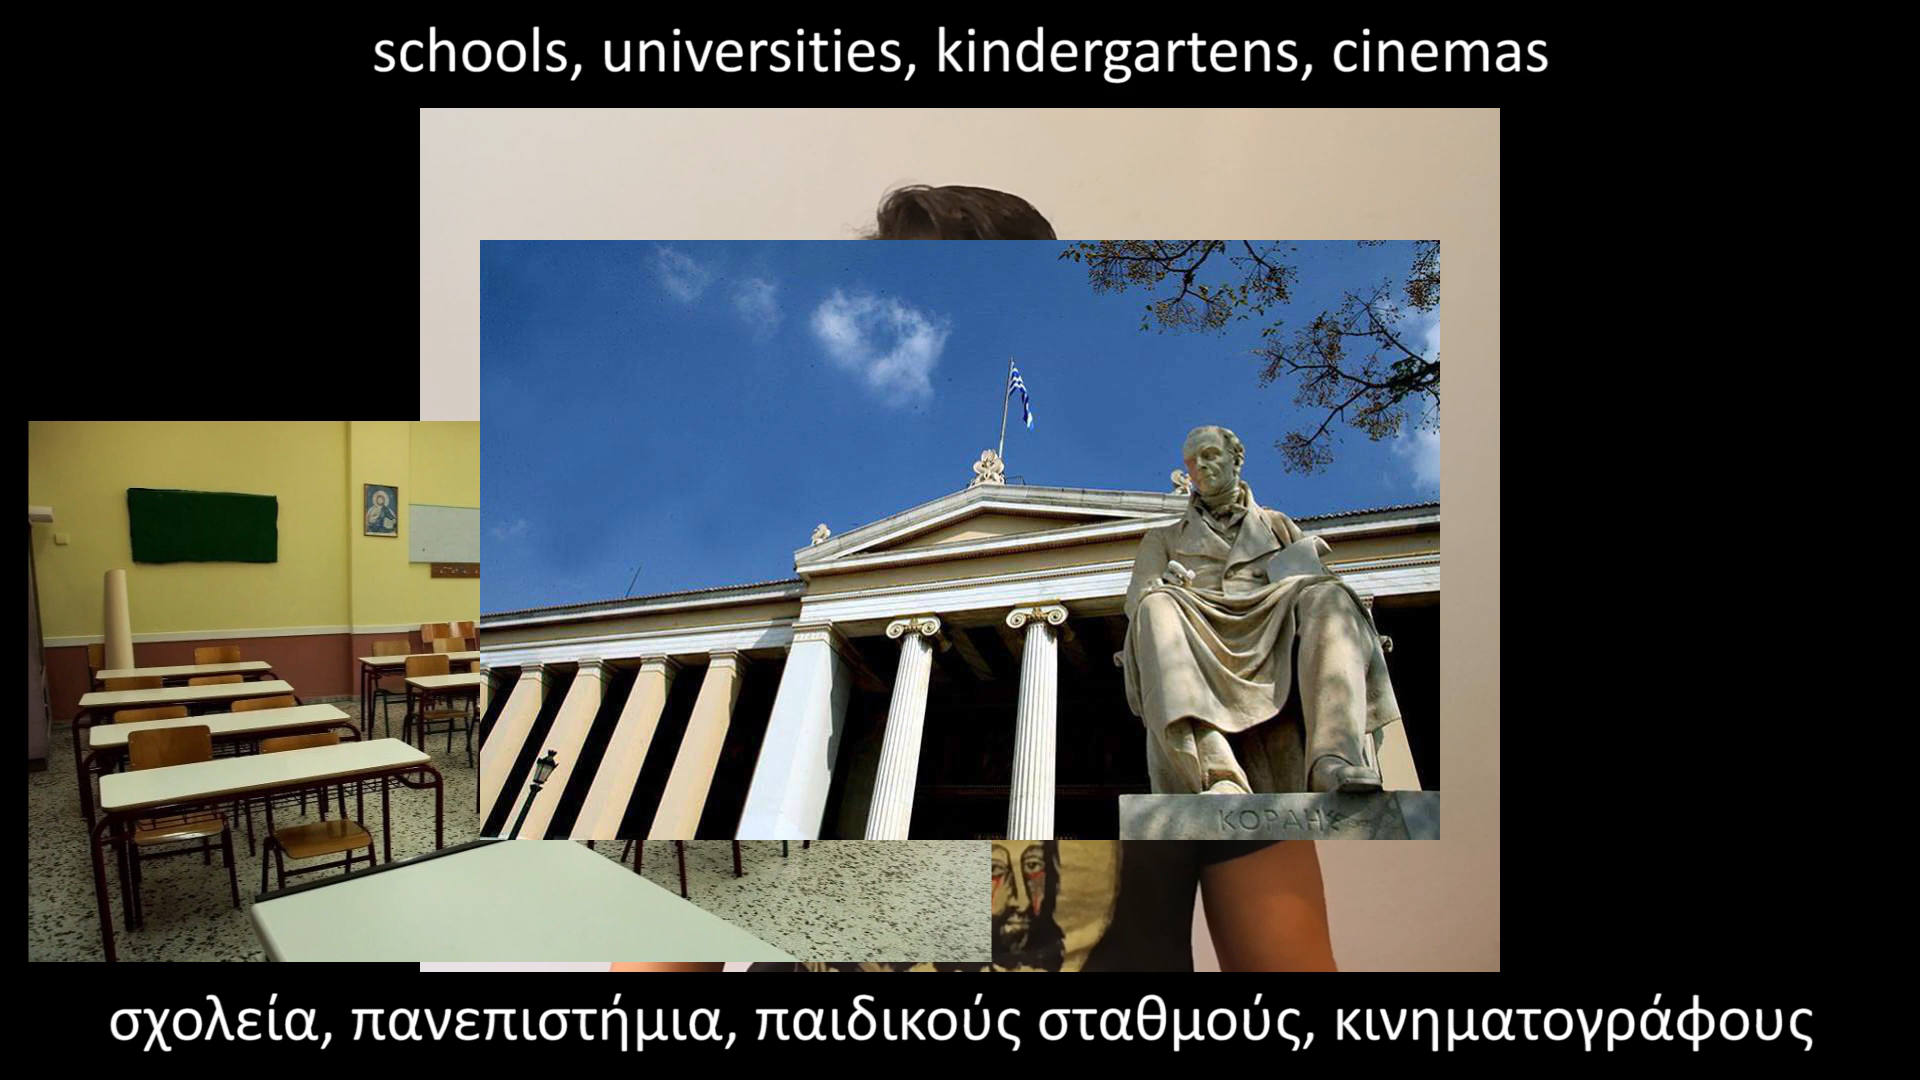 schools, universities, kindergartens, cinemas
ΚΟΡΑΗΣ
σχολεία, πανεπιστήμια, παιδικούς σταθμούς, κινηματογράφους